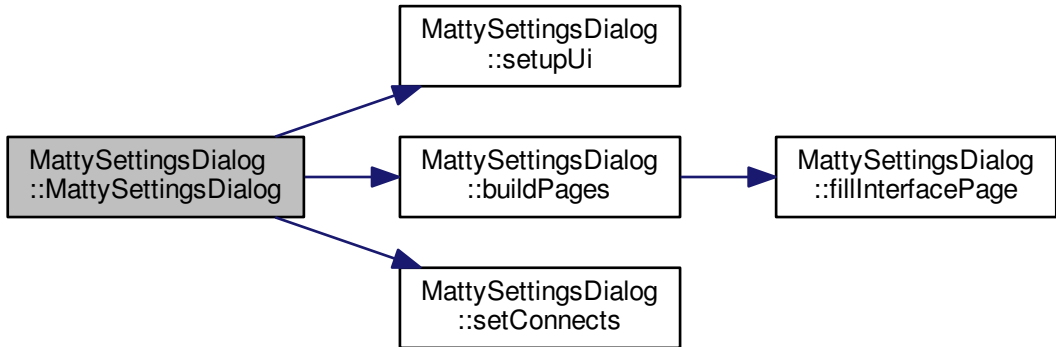 MattySettingsDialog
::setupUi
MattySettingsDialog
::MattySettingsDialog
MattySettingsDialog
::buildPages
MattySettingsDialog
::fillInterfacePage
MattySettingsDialog
::setConnects